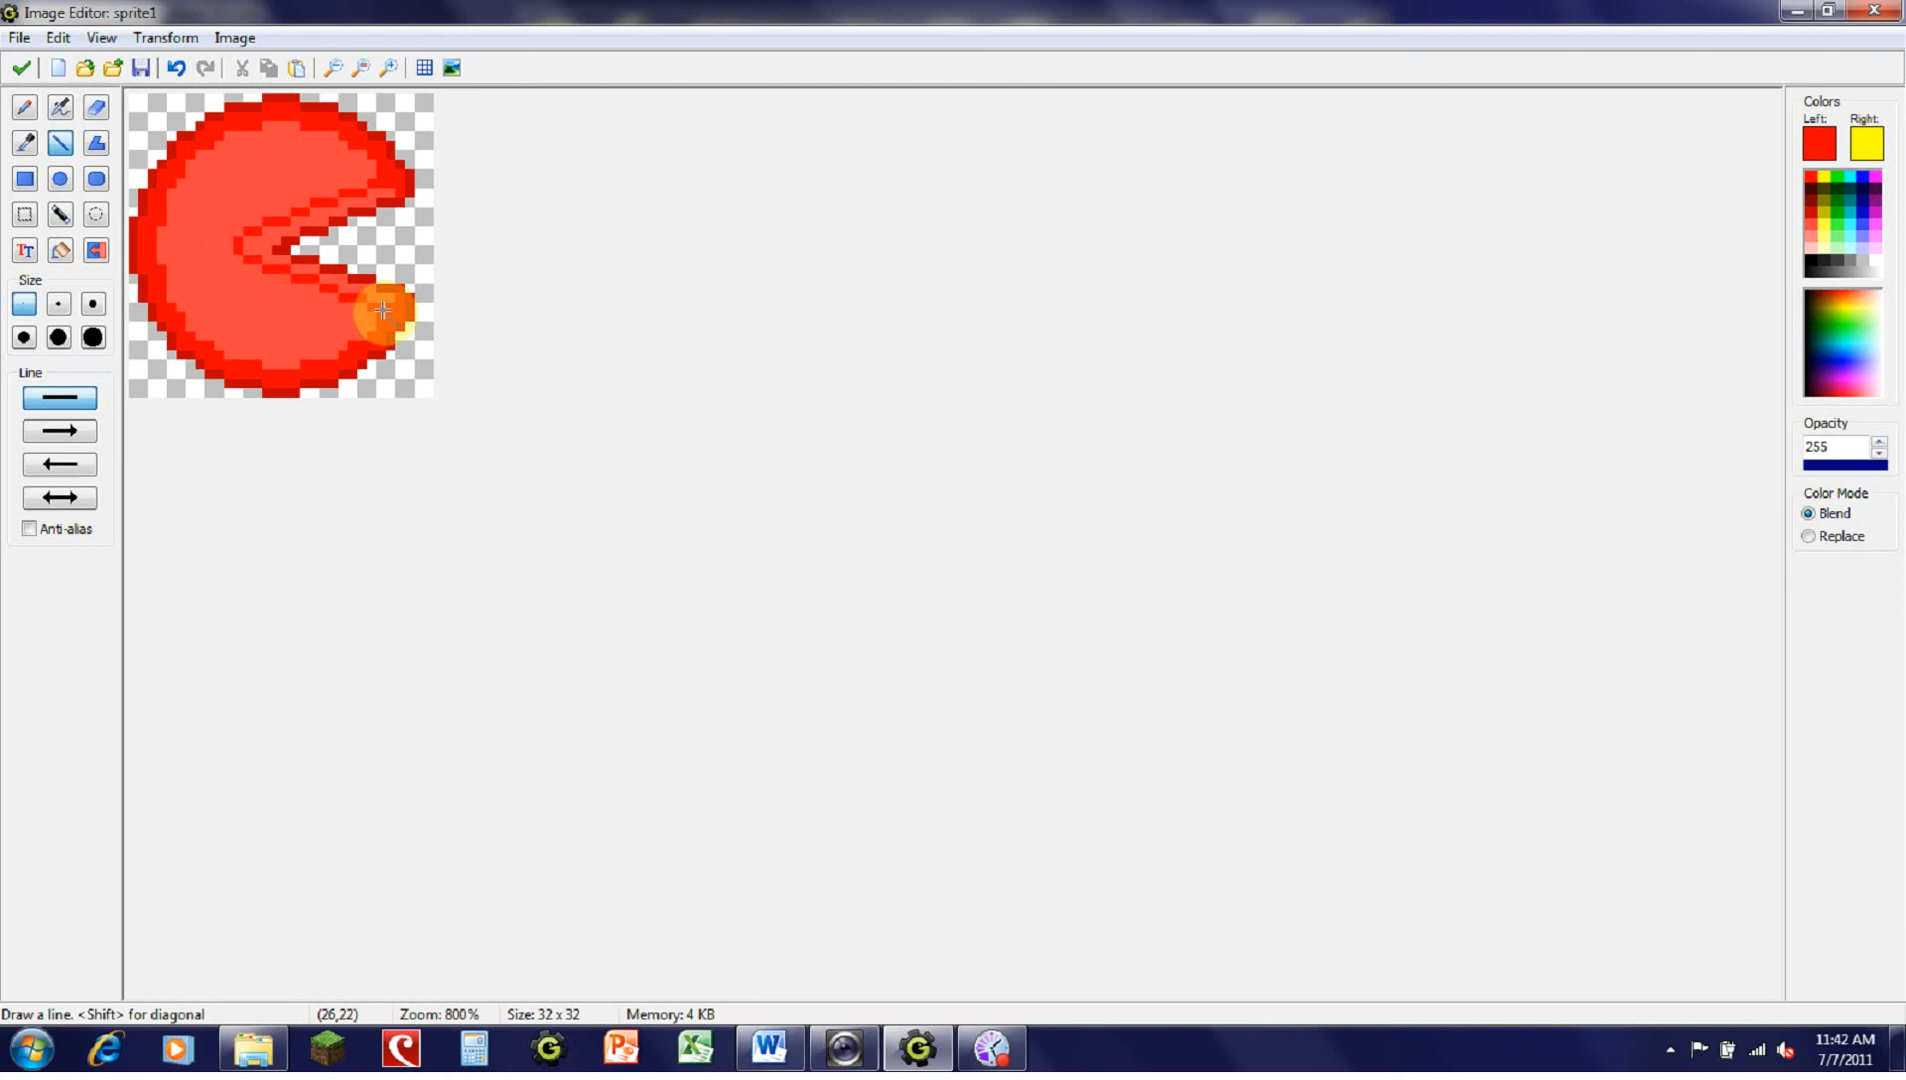 Image Editor: sprite1
File Edit View Transform Image
Colors
Left: Right:
TT
Size
Line
Anti-alias
Opacity
255
Color Mode
Blend
Replace
Draw a line. <Shift> for diagonal (26,22) Zoom: 800% Size: 32 x 32 Memory: 4 KB
11:42 AM
7/7/2011